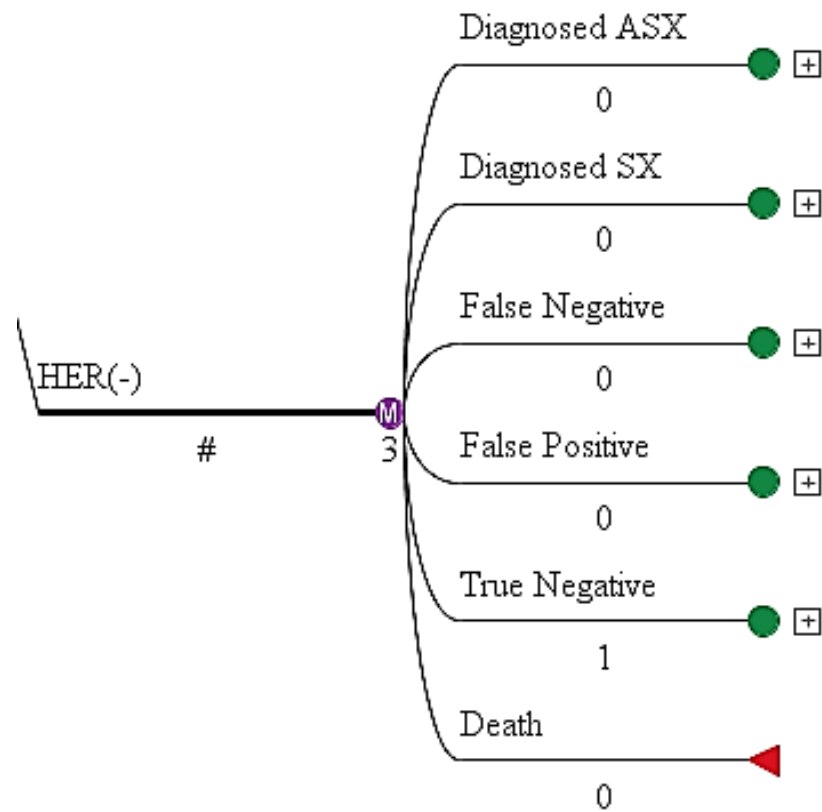 Diagnosed ASX
0
Diagnosed SX
0
False Negative
0
HER(-)
#
M
3
False Positive
0
True Negative
1
Death
0